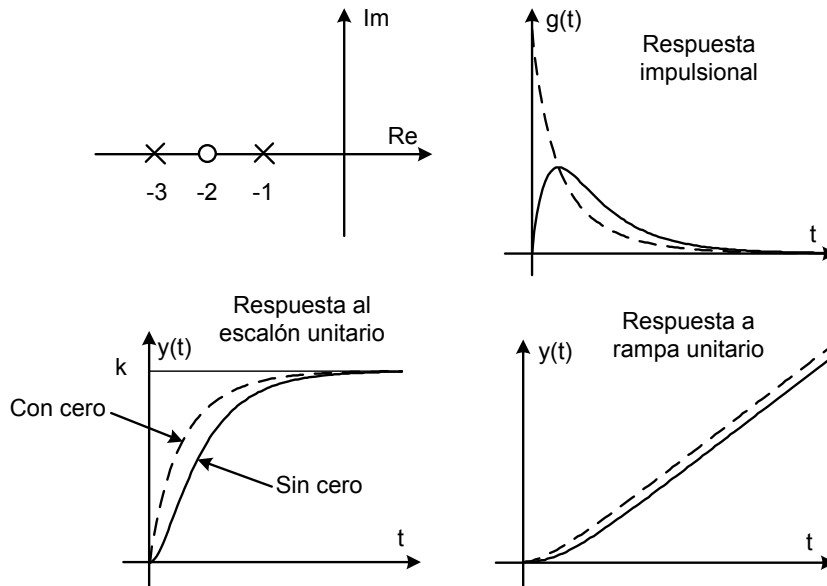 Im
Re
-3
-2
-1
g(t)
Respuesta
impulsional
t
Respuesta al
escalón unitario
y(t)
k
Con cero
Sin cero
t
Respuesta a
rampa unitario
y(t)
t